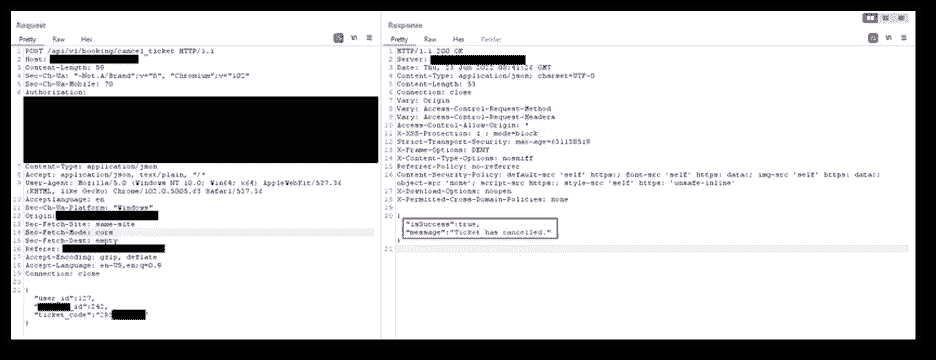 Request
Pretty Raw Hex
1 POST /api/v1/booking/cancel_ticket HTTP/1.1
2 Host:
3 Content-Length: 58
4 Sec-Ch-Ua: "-Not.A/Brand";v="8", "Chromium";v="102"
5 Sec-Ch-Ua-Mobile: ?0
6 Authorization:
7 Content-Type: application/json
8 Accept: application/json, text/plain, */*
9 User-Agent: Mozilla/5.0 (Windows NT 10.0; Win64; x64) AppleWebKit/537.36
(KHTML, like Gecko) Chrome/102.0.5005.63 Safari/537.36
10 Acceptlanguage: en
11 Sec-Ch-Ua-Platform: "Windows"
12 Origin:
13 Sec-Fetch-Site: same-site
14 Sec-Fetch-Mode: cors
15 Sec-Fetch-Dest: empty
16 Referer:
17 Accept-Encoding: gzip, deflate
18 Accept-Language: en-US,en;q=0.9
19 Connection: close
20
21 {
"user_id":127,
"_id":242,
"ticket_code":"
}
Response
Pretty Raw Hex Render
1 HTTP/1.1 200 OK
2 Server:
3 Date: Thu, 23 Jun 2022 GMT
4 Content-Type: application/json; charset=UTF-8
5 Content-Length: 53
6 Connection: close
7 Vary: Origin
8 Vary: Access-Control-Request-Method
9 Vary: Access-Control-Request-Headers
10 Access-Control-Allow-Origin: *
11 X-XSS-Protection: 1 ; mode=block
12 Strict-Transport-Security: max-age=631138519
13 X-Frame-Options: DENY
14 X-Content-Type-Options: nosniff
15 Referrer-Policy: no-referrer
16 Content-Security-Policy: default-src 'self' https:; font-src 'self' https: data:; img-src 'self' https: data:;
object-src 'none'; script-src https:; style-src 'self' https: 'unsafe-inline'
17 X-Download-Options: noopen
18 X-Permitted-Cross-Domain-Policies: none
19
20 {
"isSuccess":true,
"message":"Ticket has cancelled."
}
21